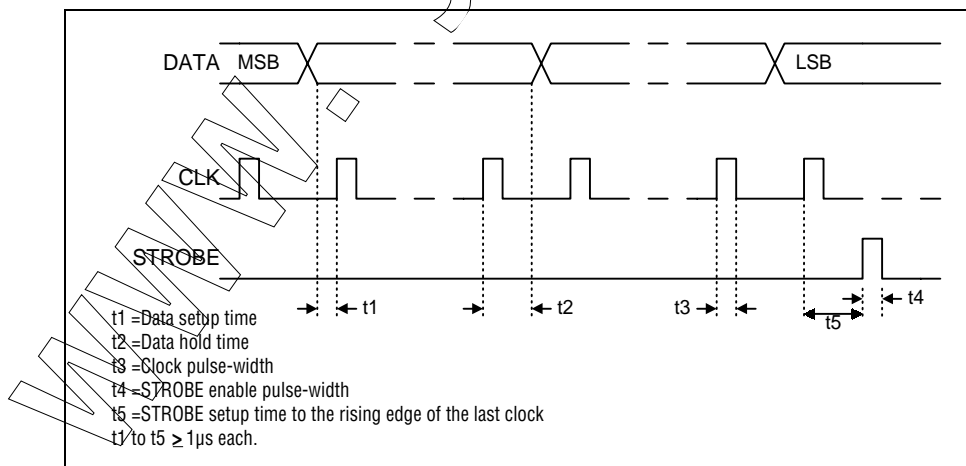 DATA MSB LSB
CLK
STROBE
t1 t2 t3 t4
t5
t1 =Data setup time
t2 =Data hold time
t3 =Clock pulse-width
t4 =STROBE enable pulse-width
t5 =STROBE setup time to the rising edge of the last clock
t1 to t5 ≥ 1μs each.
www.